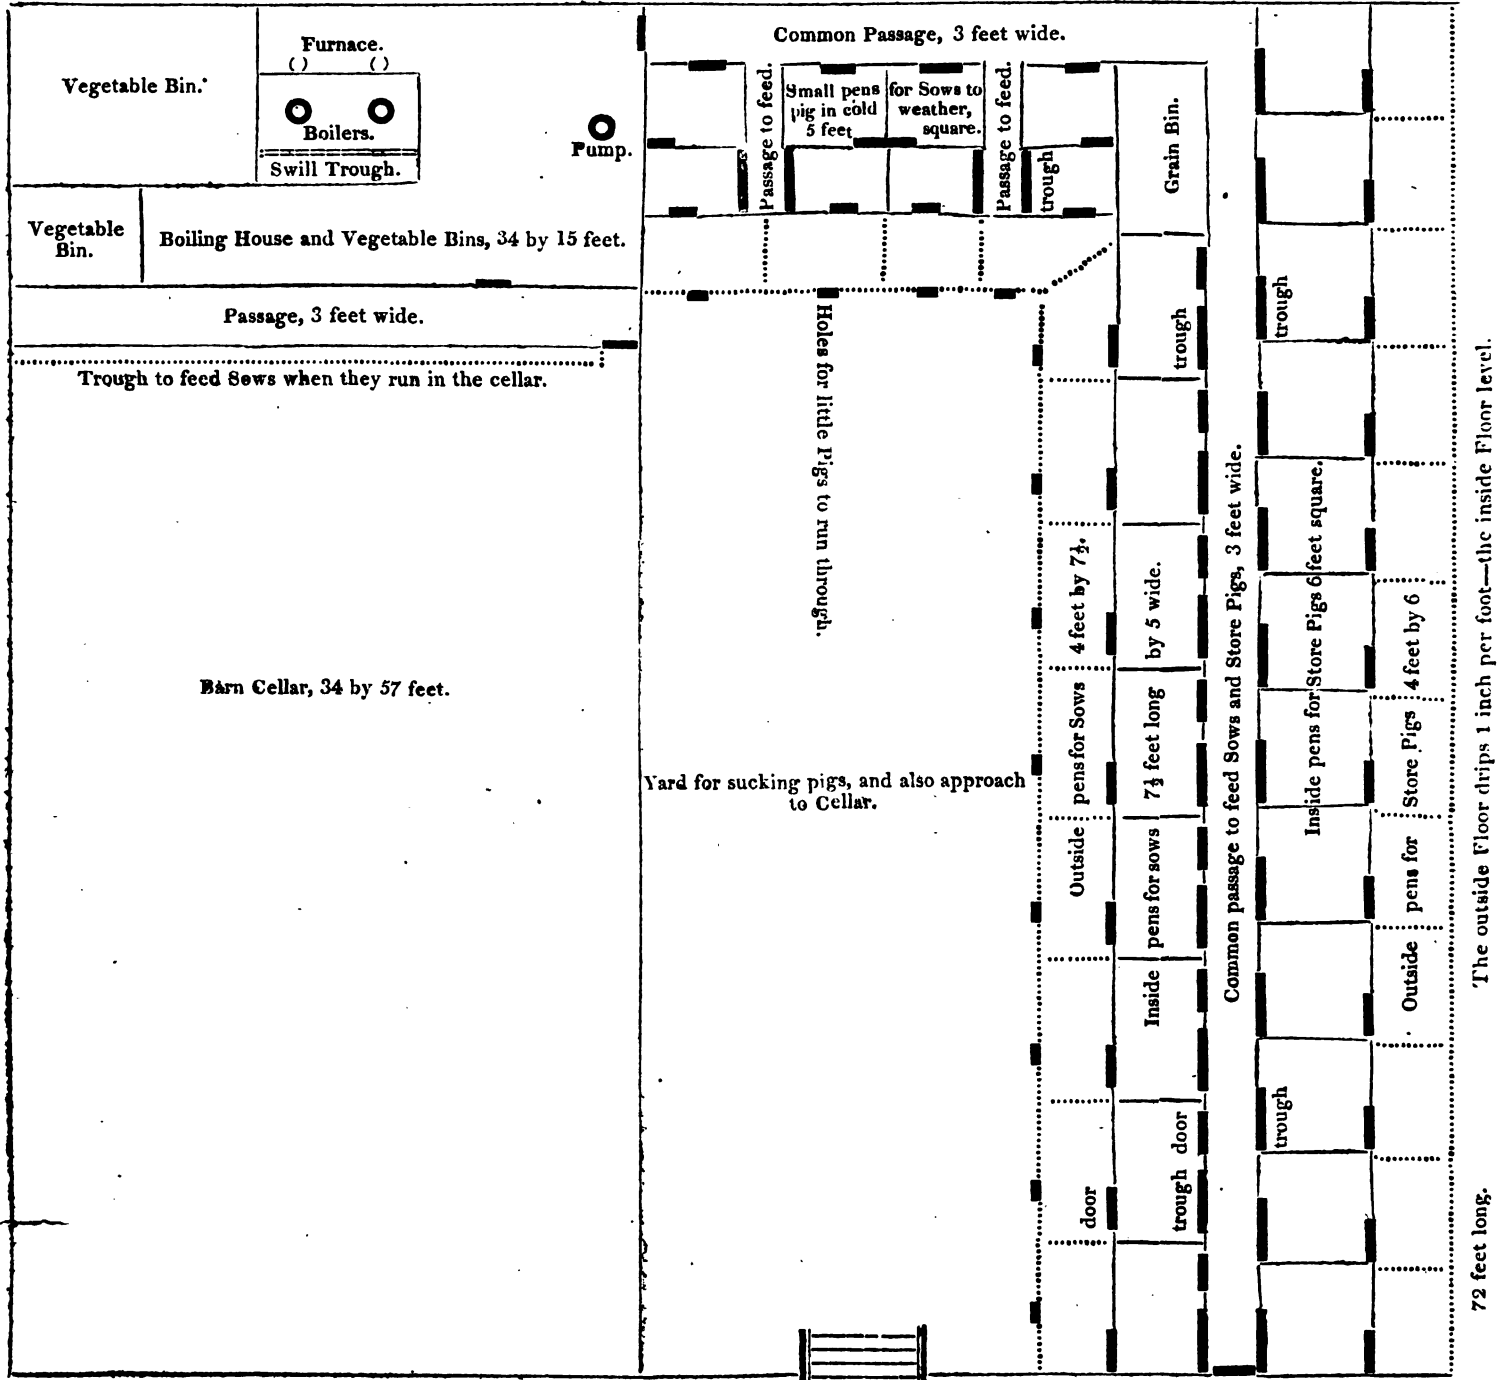 Common Passage, 3 feet wide.
Furnace.
Vegetable Bin.
Boilers.
Swill Trough.
Pump.
Passage to feed.
Small pens for Sows to
pig in cold weather,
5 feet square.
Passage to feed.
trough
Grain Bin.
Vegetable
Bin.
Boiling House and Vegetable Bins, 34 by 15 feet.
Passage, 3 feet wide.
Trough to feed Sows when they run in the cellar.
Holes for little Pigs to run through.
Barn Cellar, 34 by 57 feet.
Yard for sucking pigs, and also approach
to Cellar.
Outside pens for Sows 4 feet by 7½.
door
trough
Inside pens for sows 7½ feet long by 5 wide.
trough door
Common passage to feed Sows and Store Pigs, 3 feet wide.
trough
Inside pens for Store Pigs 6 feet square.
trough
Outside pens for Store Pigs 4 feet by 6
72 feet long. The outside Floor drips 1 inch per foot—the inside Floor level.